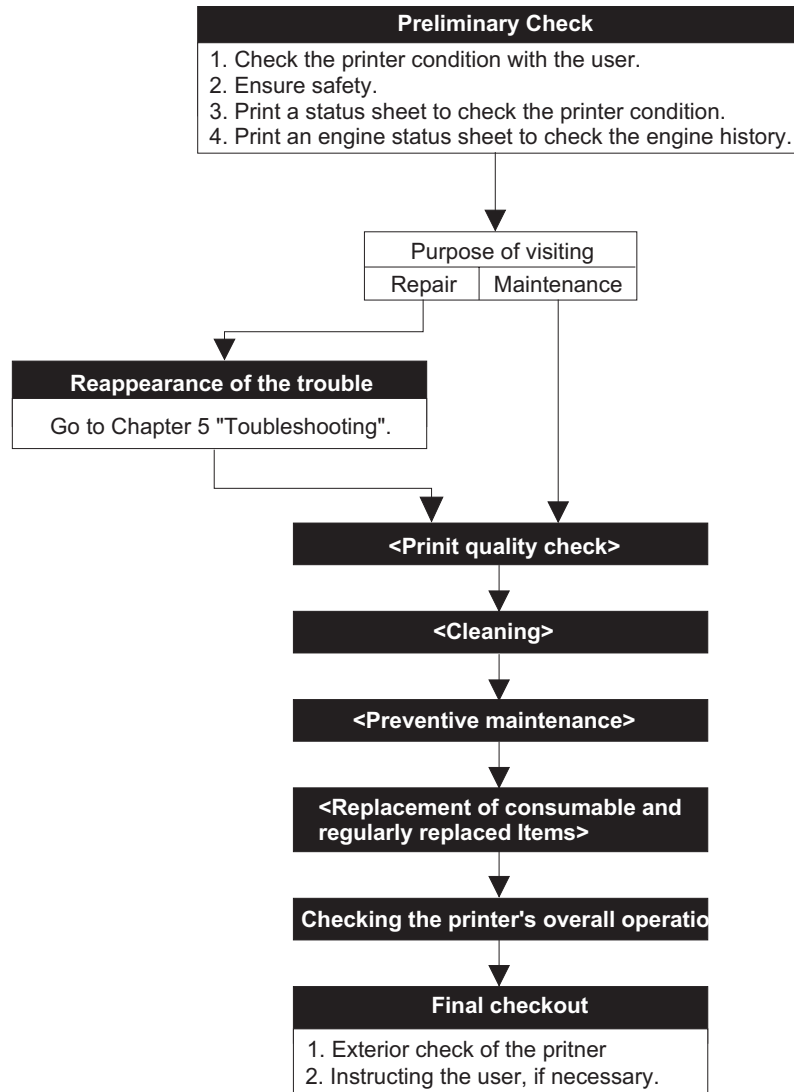 Preliminary Check
1. Check the printer condition with the user.
2. Ensure safety.
3. Print a status sheet to check the printer condition.
4. Print an engine status sheet to check the engine history.
Purpose of visiting
Repair Maintenance
Reappearance of the trouble
Go to Chapter 5 "Toubleshooting".
<Prinit quality check>
<Cleaning>
<Preventive maintenance>
<Replacement of consumable and
regularly replaced Items>
Checking the printer's overall operatio
Final checkout
1. Exterior check of the pritner
2. Instructing the user, if necessary.